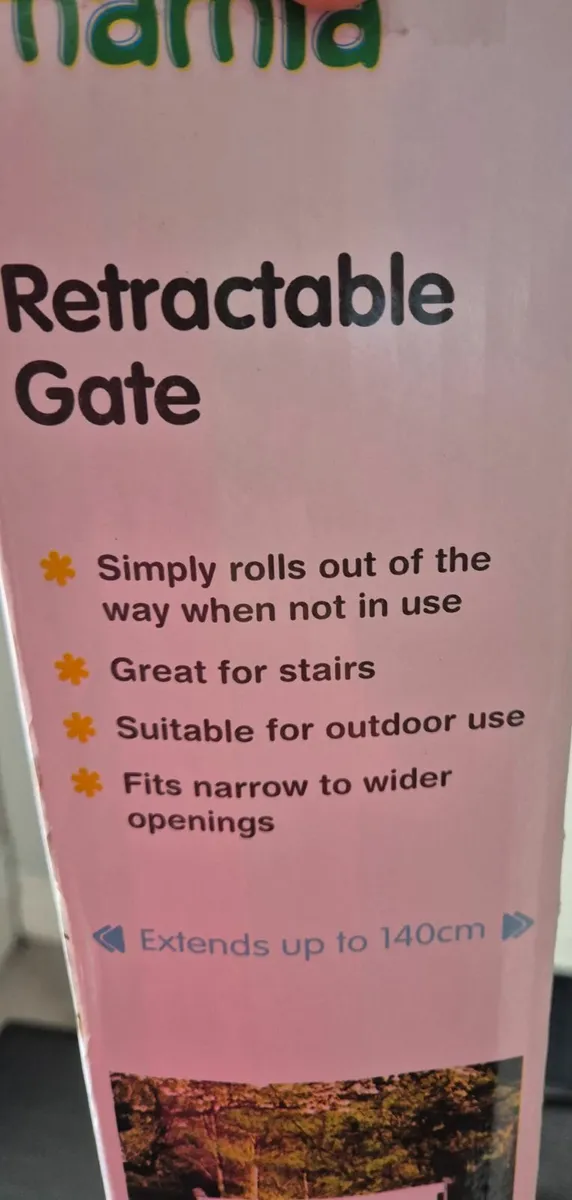 mamia
Retractable
Gate
Simply rolls out of the
way when not in use
Great for stairs
Suitable for outdoor use
Fits narrow to wider
openings
Extends up to 140cm